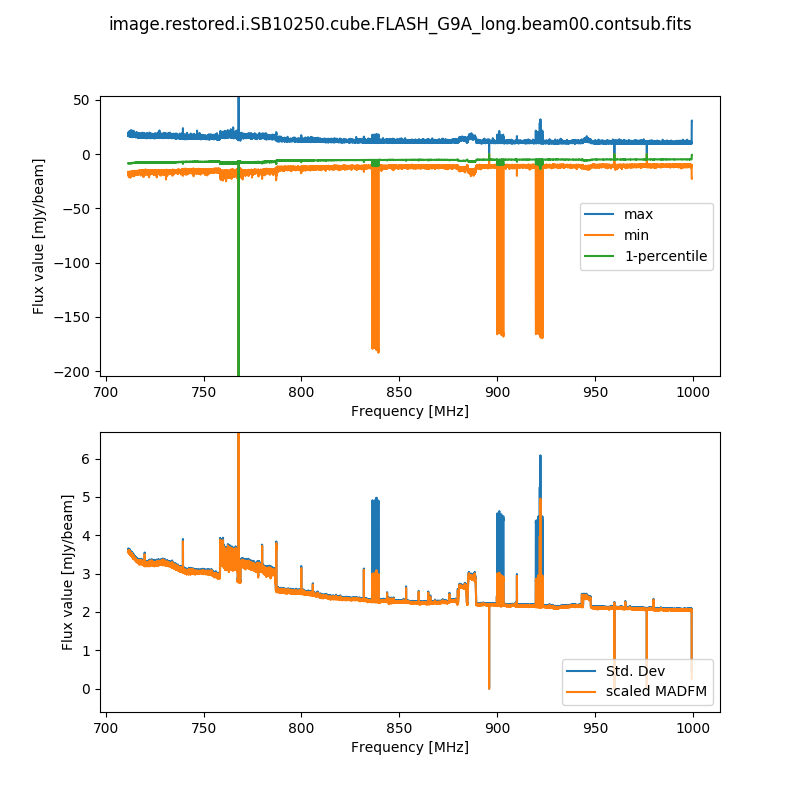 image.restored.i.SB10250.cube.FLASH_G9A_long.beam00.contsub.fits
50
0
−50
−100
−150
−200
Flux value [mJy/beam]
max
min
1-percentile
700 750 800 850 900 950 1000
Frequency [MHz]
6
5
4
3
2
1
0
Flux value [mJy/beam]
Std. Dev
scaled MADFM
700 750 800 850 900 950 1000
Frequency [MHz]